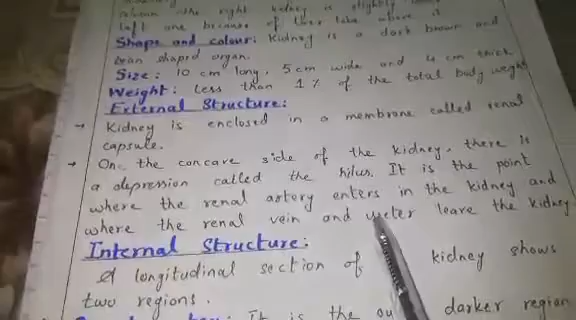 The right kidney is slightly
left one because of liver lobe above it
Shape and colour: Kidney is a dark brown and
bean shaped organ.
Size: 10 cm long, 5 cm wide and 4 cm thick
Weight: Less than 1% of the total body weight
External Structure:
→ Kidney is enclosed in a membrane called renal
capsule.
→ On the concave side of the kidney, there is
a depression called the hilus. It is the point
where the renal artery enters in the kidney and
where the renal vein and ureter leave the kidney
Internal Structure:
A longitudinal section of kidney shows
two regions.
It is the darker region